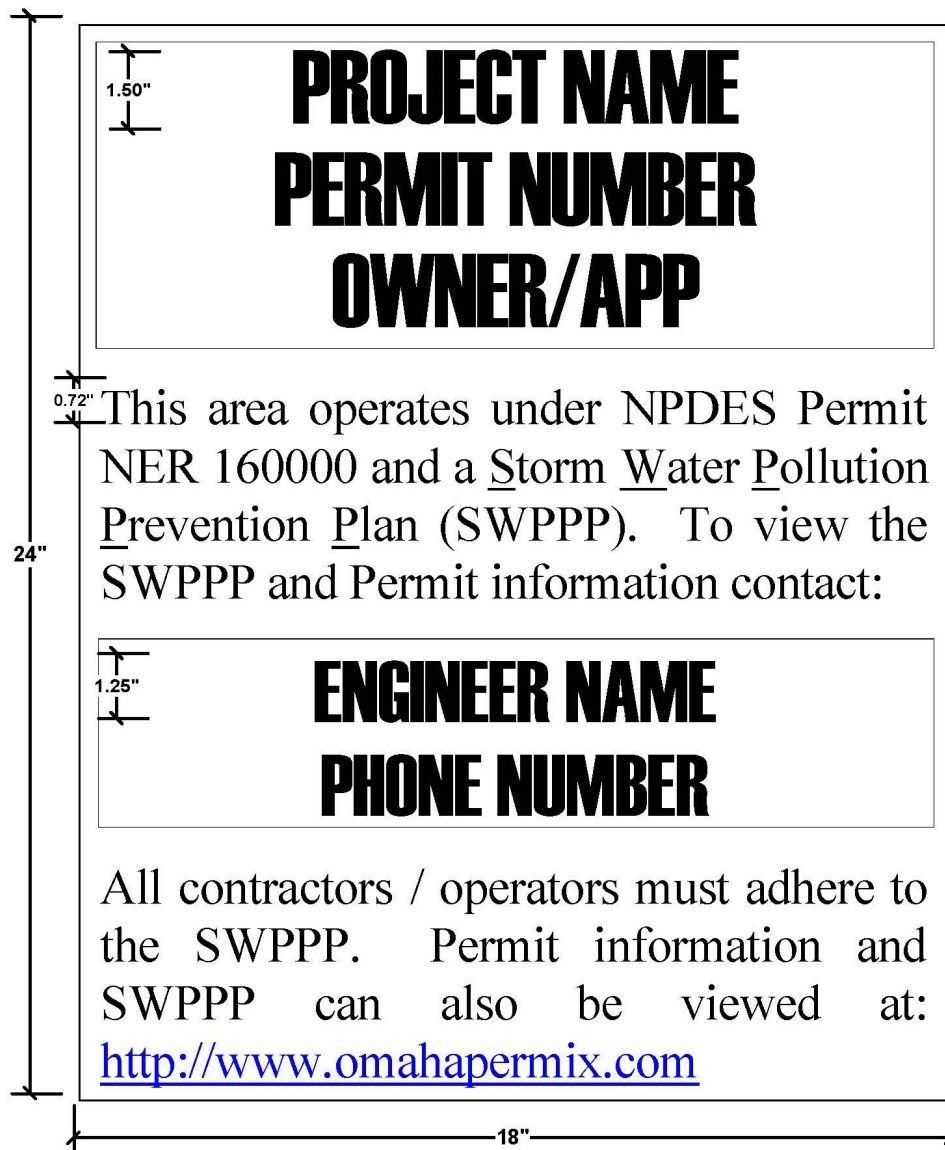 1.50"
PROJECT NAME
PERMIT NUMBER
OWNER/APP
0.72"
This area operates under NPDES Permit
NER 160000 and a Storm Water Pollution
Prevention Plan (SWPPP). To view the
SWPPP and Permit information contact:
24"
1.25"
ENGINEER NAME
PHONE NUMBER
All contractors / operators must adhere to
the SWPPP. Permit information and
SWPPP can also be viewed at:
http://www.omahapermix.com
18"